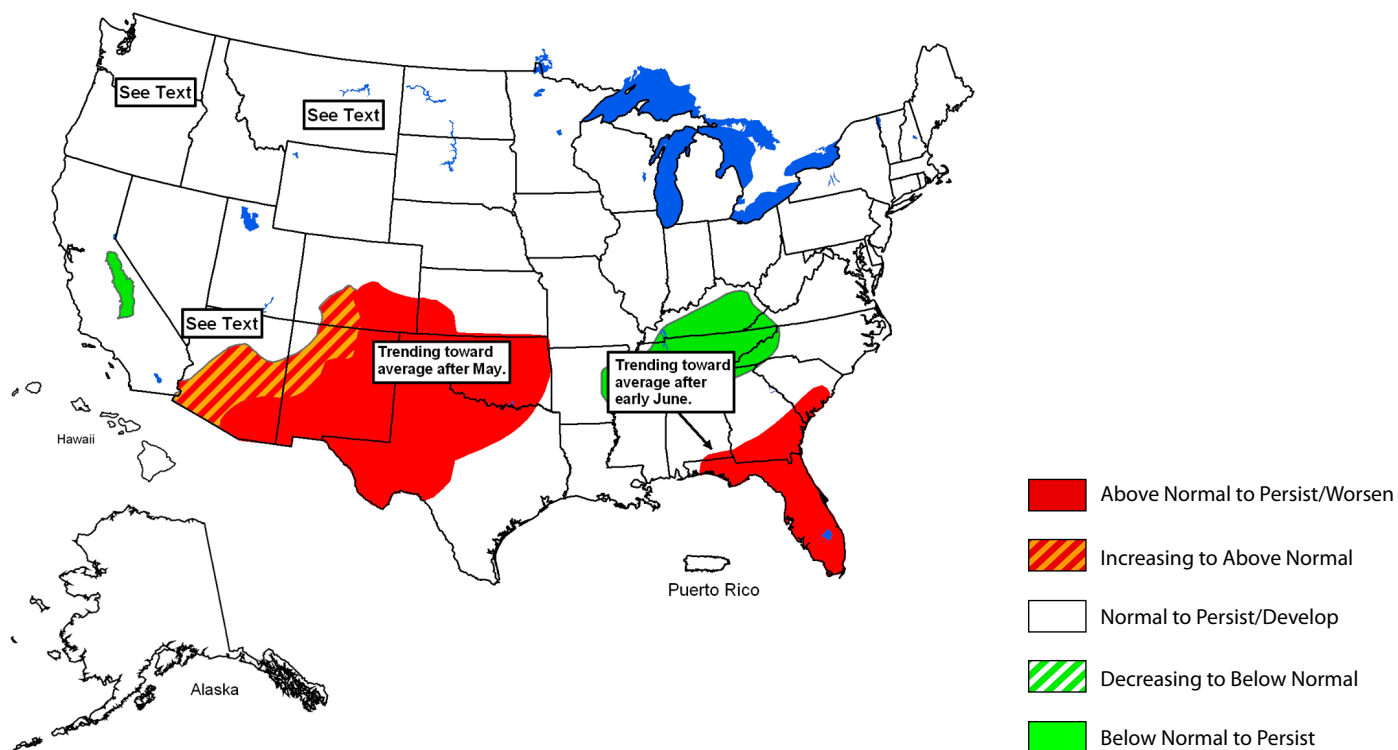 See Text
See Text
See Text
Trending toward
average after May.
Trending toward
average after
early June.
Hawaii
Alaska
Puerto Rico
Above Normal to Persist/Worsen
Increasing to Above Normal
Normal to Persist/Develop
Decreasing to Below Normal
Below Normal to Persist